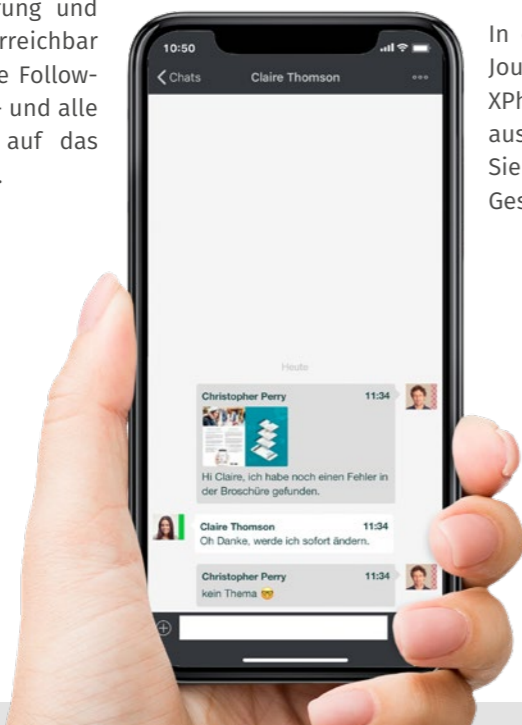 rung und
rreichbar
e Follow-
und alle
auf das
In
Jou
XPh
aus
Sie
Ges
10:50
Chats
Claire Thomson
Heute
Christopher Perry 11:34
Hi Claire, ich habe noch einen Fehler in
der Broschüre gefunden.
Claire Thomson 11:34
Oh Danke, werde ich sofort ändern.
Christopher Perry 11:34
kein Thema 🤓